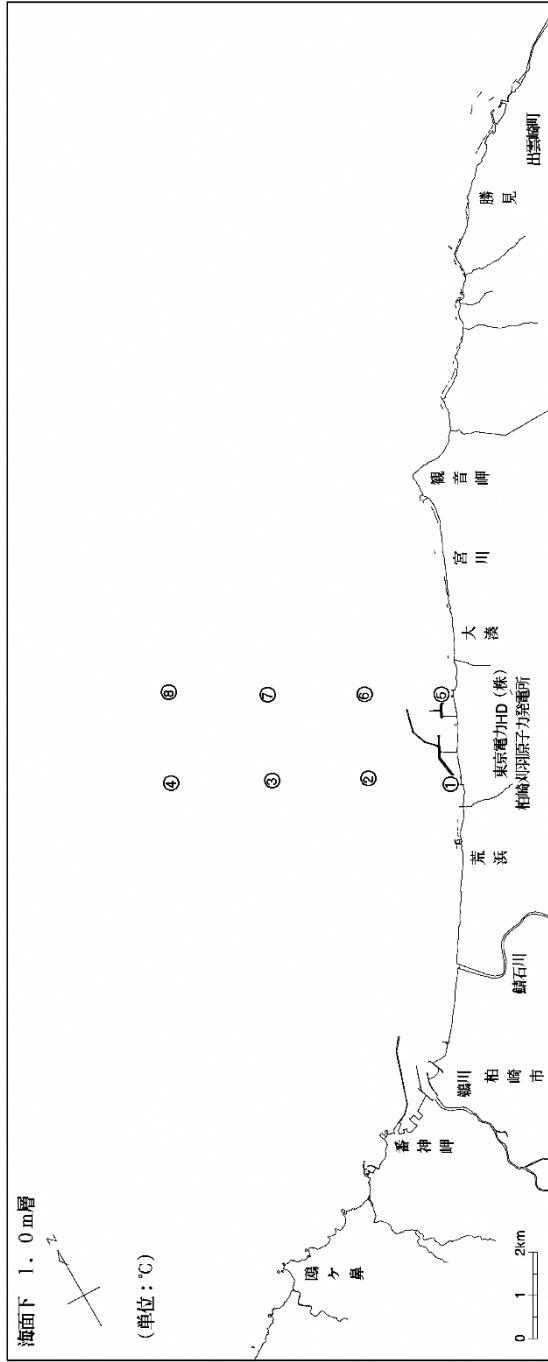 海面下 1．0m層
N
(単位：℃)
④
⑧
③
⑦
②
⑥
①
⑤
鴎ケ鼻
番神岬
鵜川
柏崎市
鯖石川
荒浜
東京電力HD（株）
柏崎刈羽原子力発電所
大湊
宮川
観音岬
勝見
出雲崎町
0 1 2km